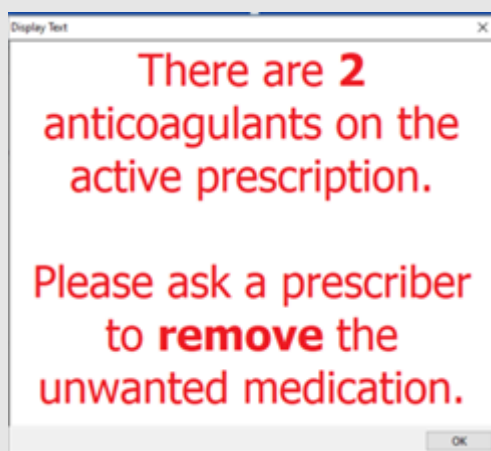 Display Text
There are 2
anticoagulants on the
active prescription.
Please ask a prescriber
to remove the
unwanted medication.
OK